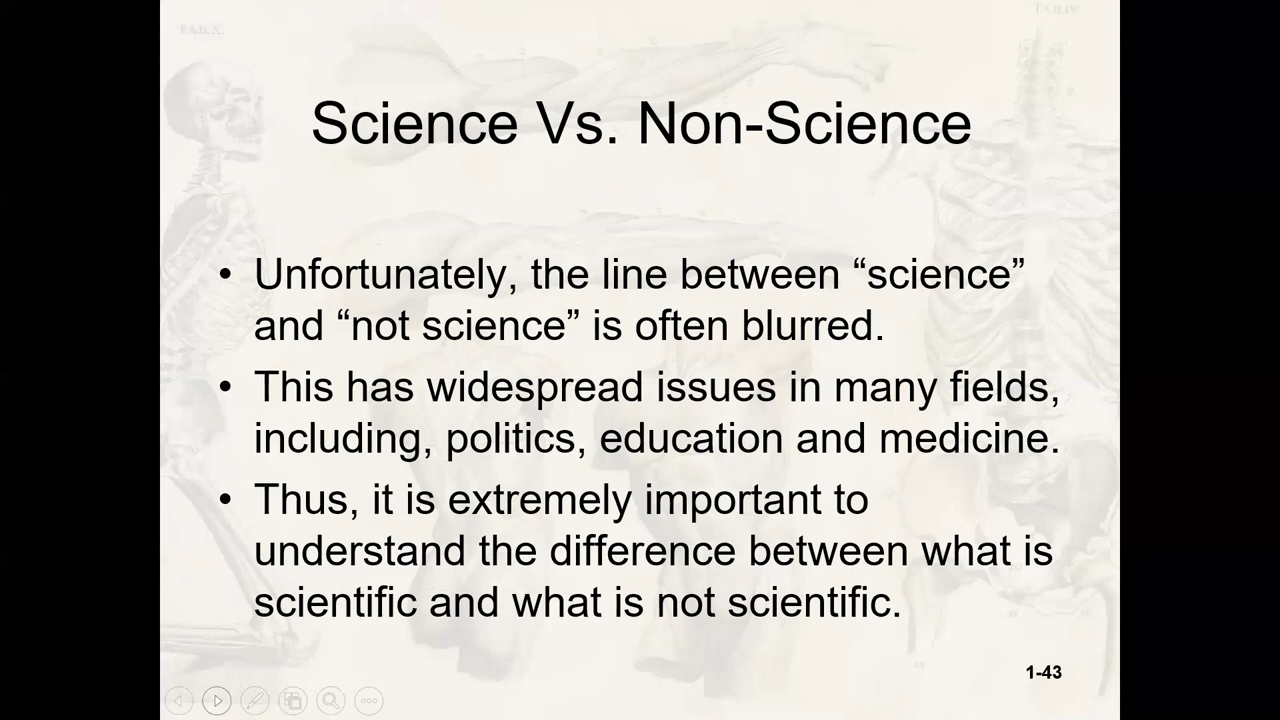 Science Vs. Non-Science
• Unfortunately, the line between “science”
and “not science” is often blurred.
• This has widespread issues in many fields,
including, politics, education and medicine.
• Thus, it is extremely important to
understand the difference between what is
scientific and what is not scientific.
1-43